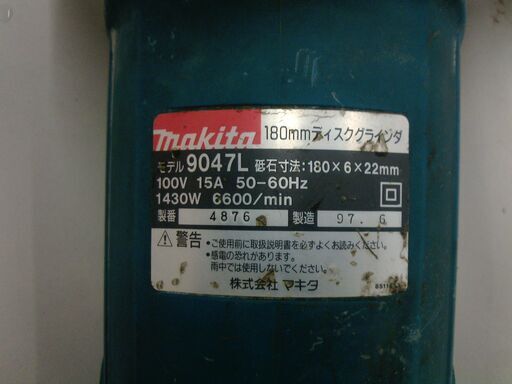 makita 180mmディスクグラインダ
モデル 9047L 砥石寸法:180×6×22mm
100V 15A 50-60Hz
1430W 6600/min
製番 4876 製造 97.6
警告 •ご使用前に取扱説明書を必ずよくお読みください。
•感電の恐れがあります。
雨中では使用しないでください。
株式会社 マキタ